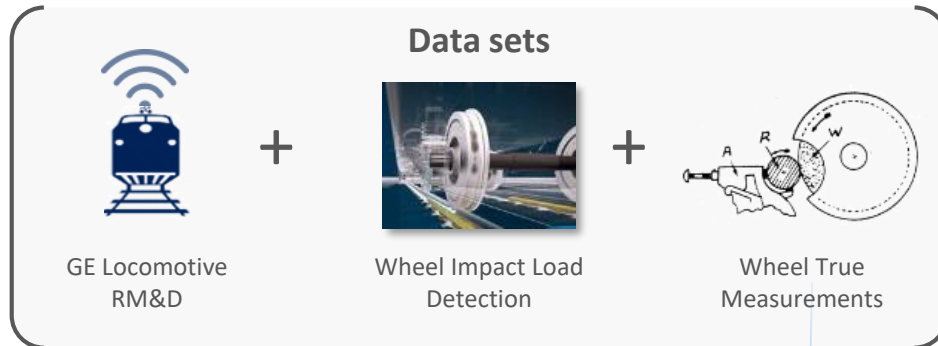 Data sets
+
+
A
R
W
GE Locomotive
RM&D
Wheel Impact Load
Detection
Wheel True
Measurements